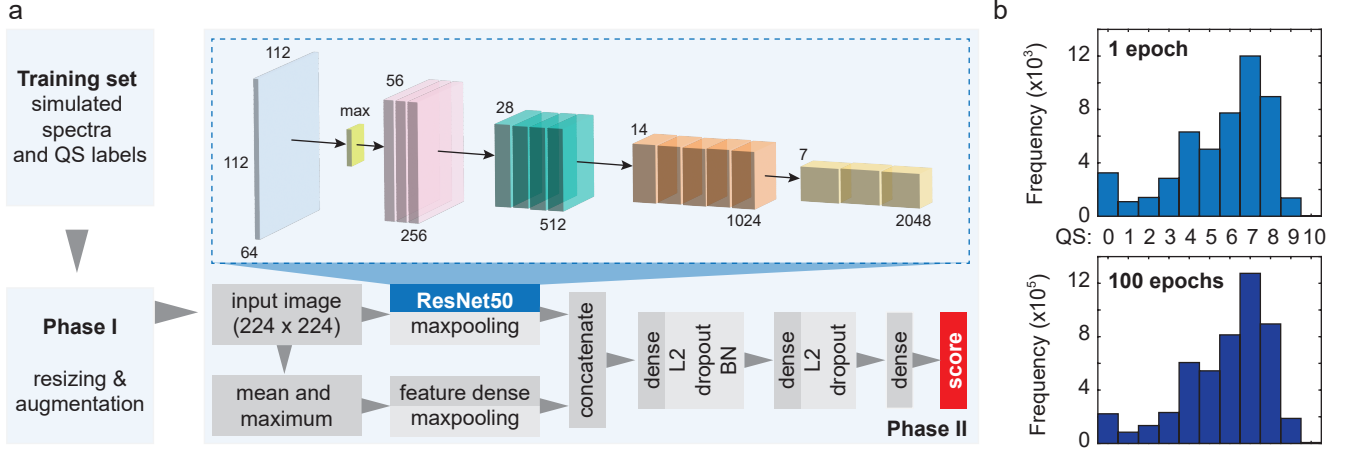 a
Training set
simulated
spectra
and QS labels
Phase I
resizing &
augmentation
112
112
64
max
56
256
28
512
14
1024
7
2048
input image
(224 x 224)
ResNet50
maxpooling
mean and
maximum
feature dense
maxpooling
concatenate
dense
L2
dropout
BN
dense
L2
dropout
dense
score
Phase II
b
1 epoch
Frequency (x10³)
12
8
4
0
QS: 0 1 2 3 4 5 6 7 8 9 10
100 epochs
Frequency (x10⁵)
12
8
4
0